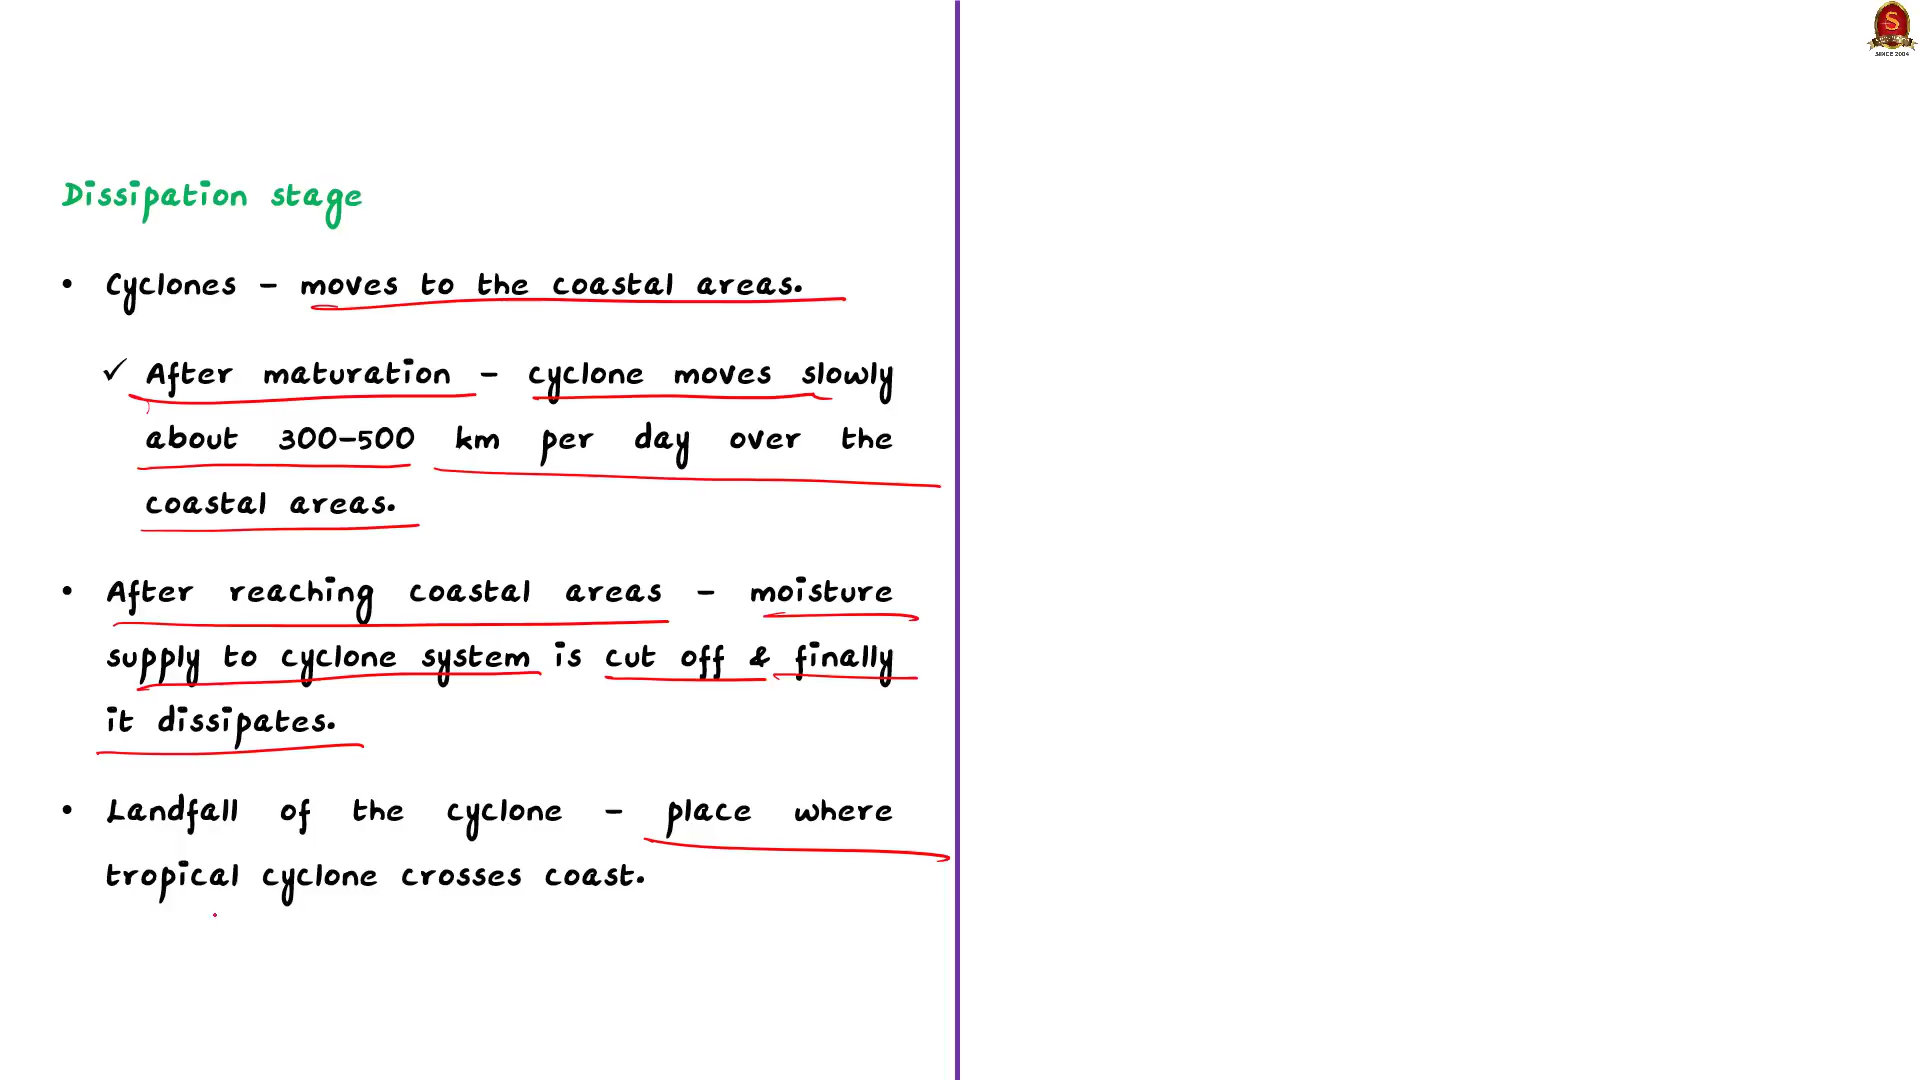 Dissipation stage
• Cyclones – moves to the coastal areas.
✓ After maturation – cyclone moves slowly
about 300–500 km per day over the
coastal areas.
• After reaching coastal areas – moisture
supply to cyclone system is cut off & finally
it dissipates.
• Landfall of the cyclone – place where
tropical cyclone crosses coast.
S
SINCE 2004